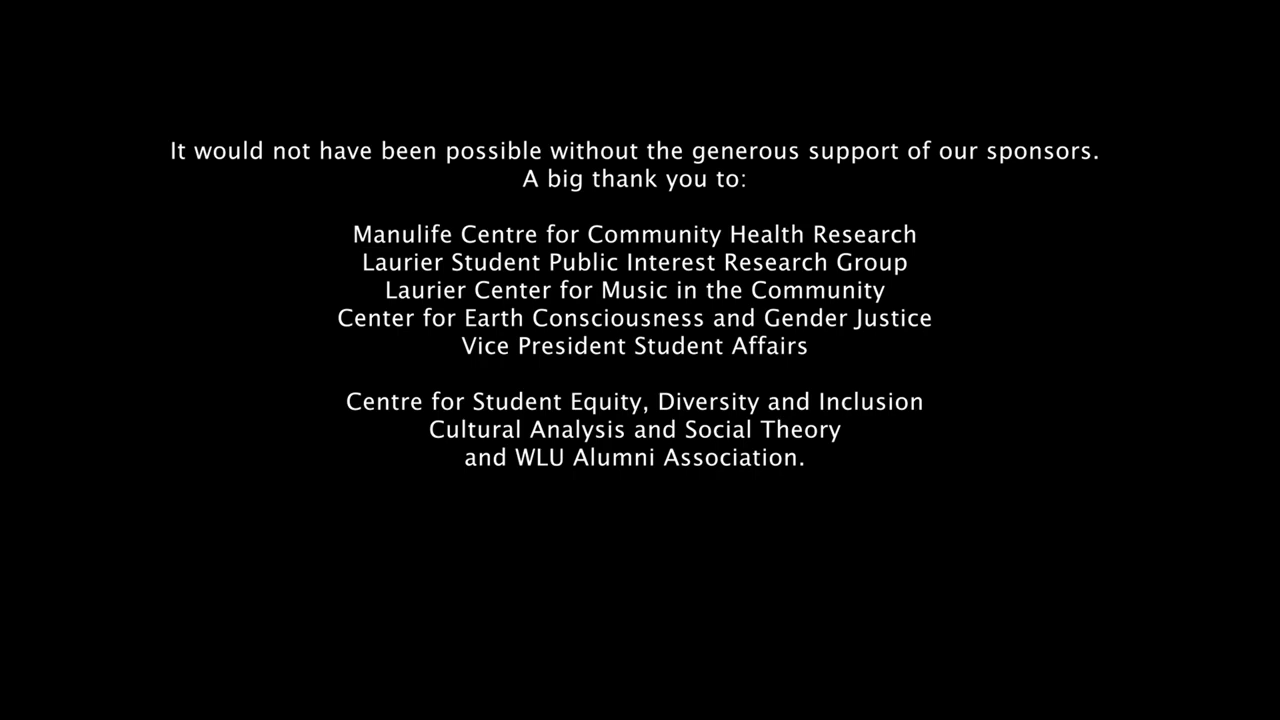 It would not have been possible without the generous support of our sponsors.
A big thank you to:
Manulife Centre for Community Health Research
Laurier Student Public Interest Research Group
Laurier Center for Music in the Community
Center for Earth Consciousness and Gender Justice
Vice President Student Affairs
Centre for Student Equity, Diversity and Inclusion
Cultural Analysis and Social Theory
and WLU Alumni Association.